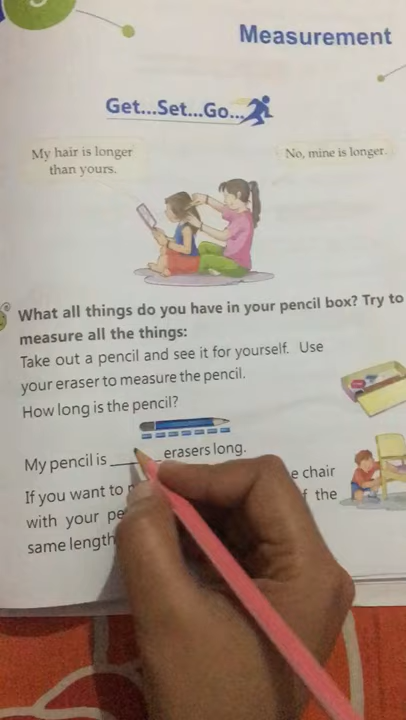 Measurement
Get...Set...Go...
My hair is longer
than yours.
No, mine is longer.
What all things do you have in your pencil box? Try to
measure all the things:
Take out a pencil and see it for yourself. Use
your eraser to measure the pencil.
How long is the pencil?
My pencil is ______ erasers long.
If you want to e chair
with your the
same length